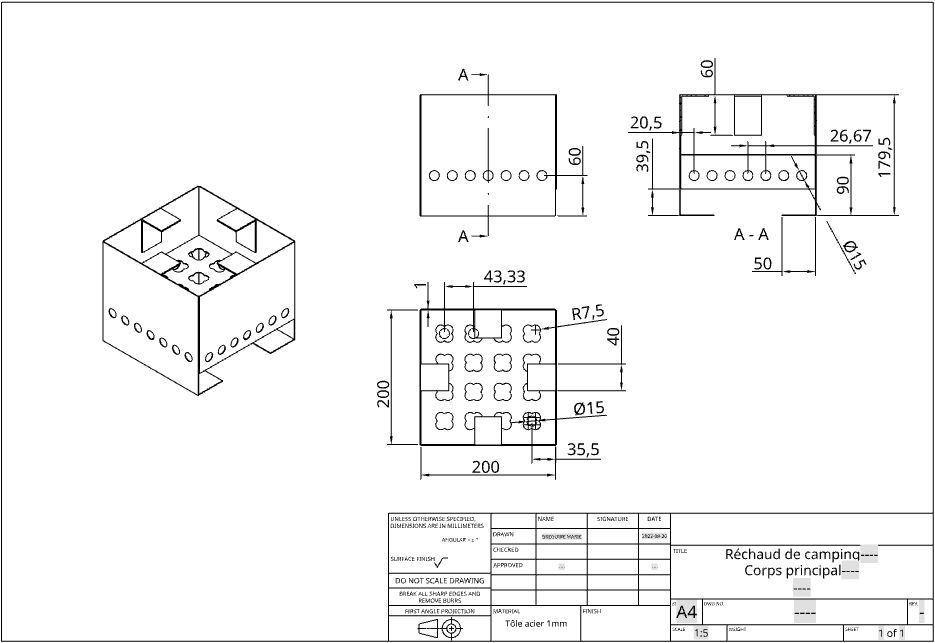 A
A
60
60
20,5
26,67
39,5
90
179,5
A - A
50
Ø15
1
43,33
R7,5
40
200
Ø15
35,5
200
UNLESS OTHERWISE SPECIFIED,
DIMENSIONS ARE IN MILLIMETERS
SURFACE FINISH
DO NOT SCALE DRAWING
BREAK ALL SHARP EDGES AND
REMOVE BURRS
FIRST ANGLE PROJECTION
NAME
SIGNATURE
DATE
DRAWN
CHECKED
APPROVED
MATERIAL
Tôle acier 1mm
FINISH
TITLE
Réchaud de camping----
Corps principal----
----
A4
DWG NO.
----
REV.
-
SCALE
1:5
WEIGHT
SHEET
1 of 1